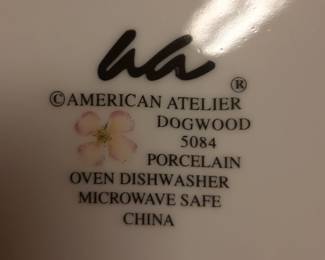 aa
®
©AMERICAN ATELIER
DOGWOOD
5084
PORCELAIN
OVEN DISHWASHER
MICROWAVE SAFE
CHINA